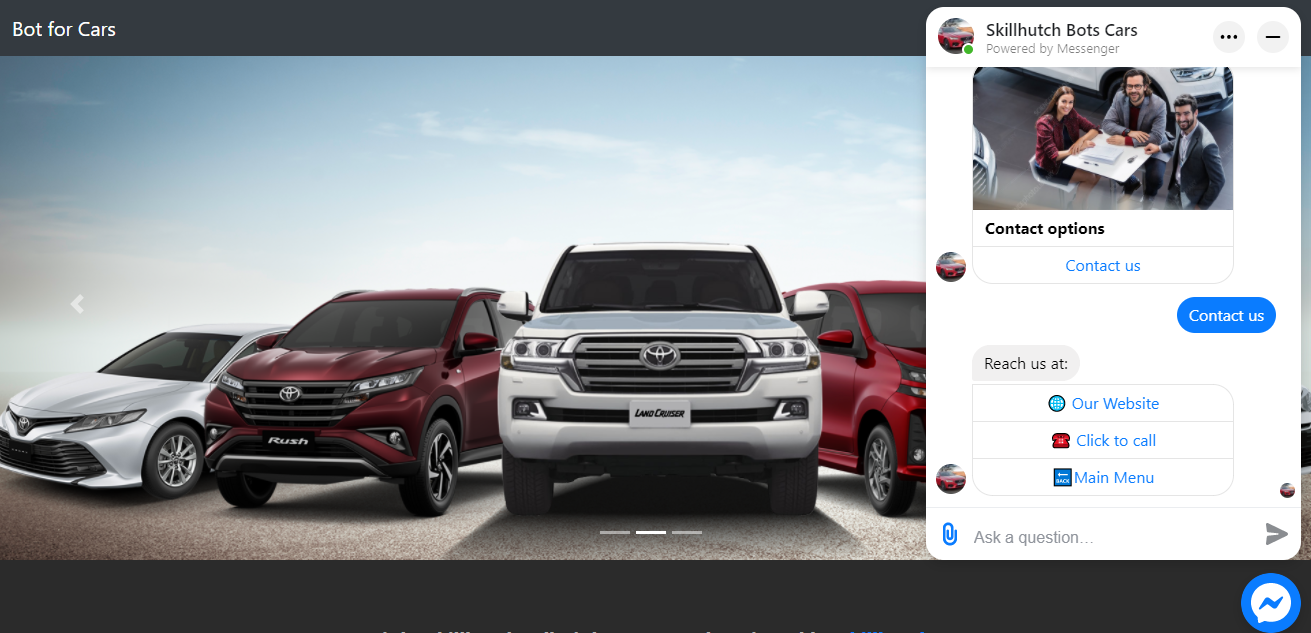 Bot for Cars
Rush
LAND CRUISER
Skillhutch Bots Cars
Powered by Messenger
Contact options
Contact us
Contact us
Reach us at:
Our Website
Click to call
BACK
Main Menu
Ask a question…